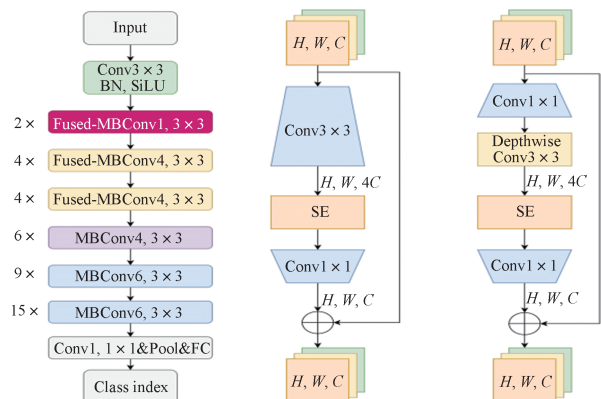 Input
Conv3 × 3
BN, SiLU
2 ×
Fused-MBConv1, 3 × 3
4 ×
Fused-MBConv4, 3 × 3
4 ×
Fused-MBConv4, 3 × 3
6 ×
MBConv4, 3 × 3
9 ×
MBConv6, 3 × 3
15 ×
MBConv6, 3 × 3
Conv1, 1 × 1&Pool&FC
Class index
H, W, C
Conv3 × 3
H, W, 4C
SE
Conv1 × 1
H, W, C
H, W, C
H, W, C
Conv1 × 1
Depthwise
Conv3 × 3
H, W, 4C
SE
Conv1 × 1
H, W, C
H, W, C